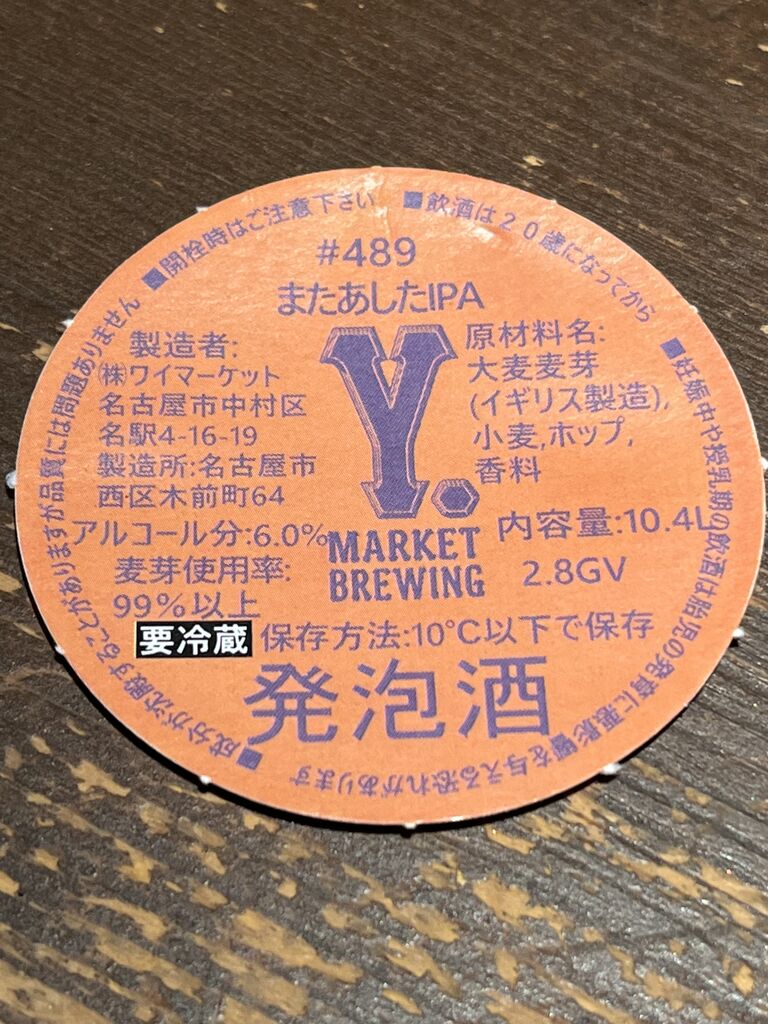 ■開栓時はご注意下さい
■飲酒は20歳になってから
■妊娠中や授乳期の飲酒は胎児の発育に悪影響を与える恐れがあります
■成分が沈殿することがありますが品質には問題ありません
#489
またあしたIPA
製造者:
㈱ワイマーケット
名古屋市中村区
名駅4-16-19
製造所:名古屋市
西区木前町64
アルコール分:6.0%
麦芽使用率:
99%以上
Y.
MARKET
BREWING
原材料名:
大麦麦芽
(イギリス製造),
小麦,ホップ,
香料
内容量:10.4L
2.8GV
要冷蔵 保存方法:10℃以下で保存
発泡酒